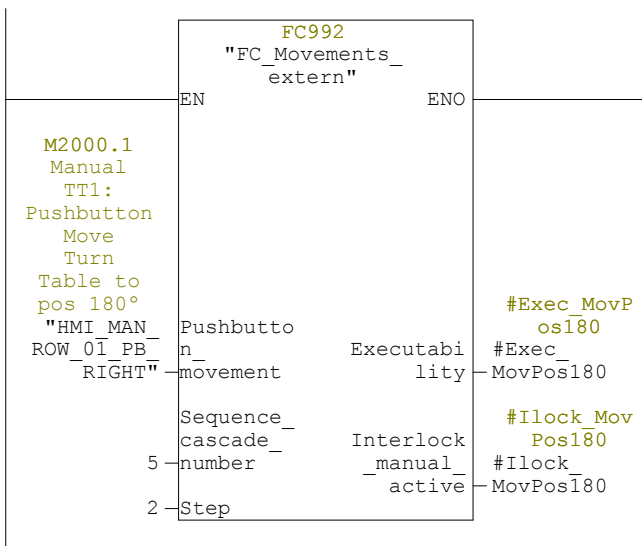 FC992
"FC_Movements_
extern"
EN
ENO
M2000.1
Manual
TT1:
Pushbutton
Move
Turn
Table to
pos 180°
"HMI_MAN_
ROW_01_PB_
RIGHT"
Pushbutto
n_
movement
#Exec_MovP
os180
Executabi
lity
#Exec_
MovPos180
Sequence_
cascade_
number
5
#Ilock_Mov
Pos180
Interlock
_manual_
active
#Ilock_
MovPos180
2
Step